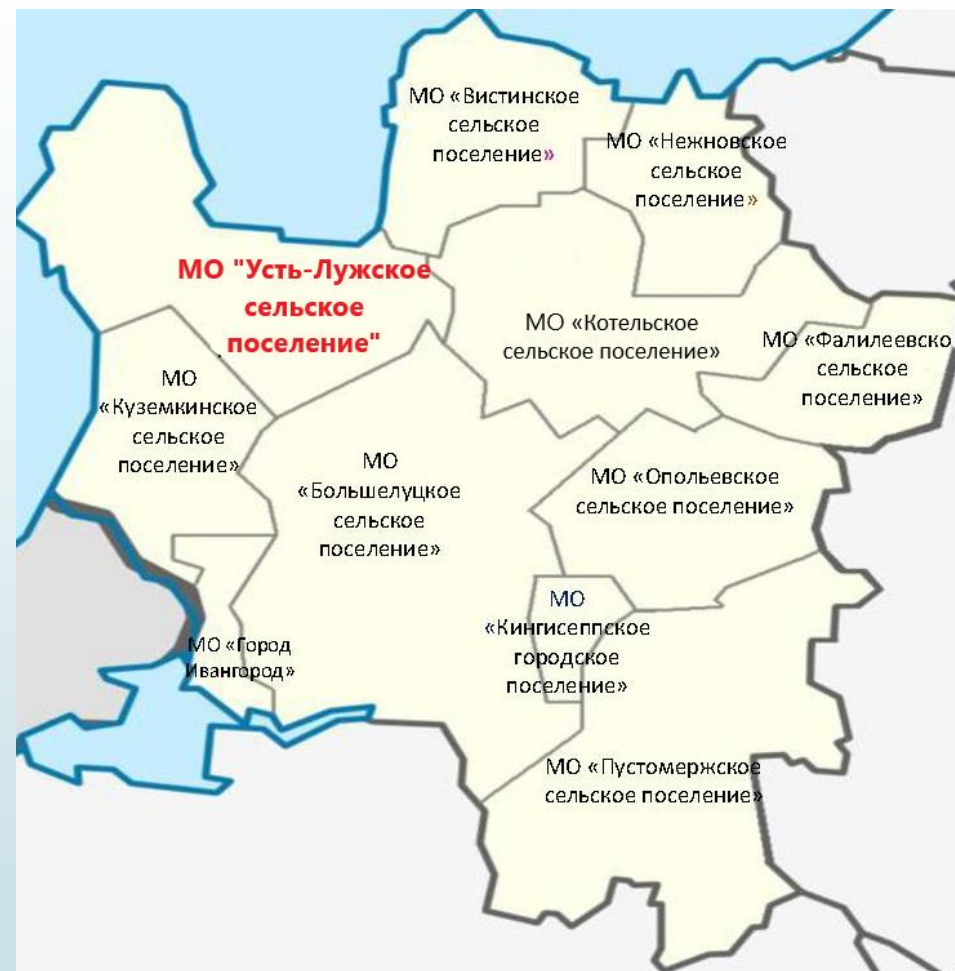 МО «Вистинское
сельское
поселение»
МО «Нежновское
сельское
поселение»
МО "Усть-Лужское
сельское
поселение"
МО «Котельское
сельское поселение»
МО «Фалилеевско
сельское
поселение»
МО
«Куземкинское
сельское
поселение»
МО
«Большелуцкое
сельское
поселение»
МО «Опольевское
сельское поселение»
МО
«Кингисеппское
городское
поселение»
МО «Город
Ивангород»
МО «Пустомержское
сельское поселение»